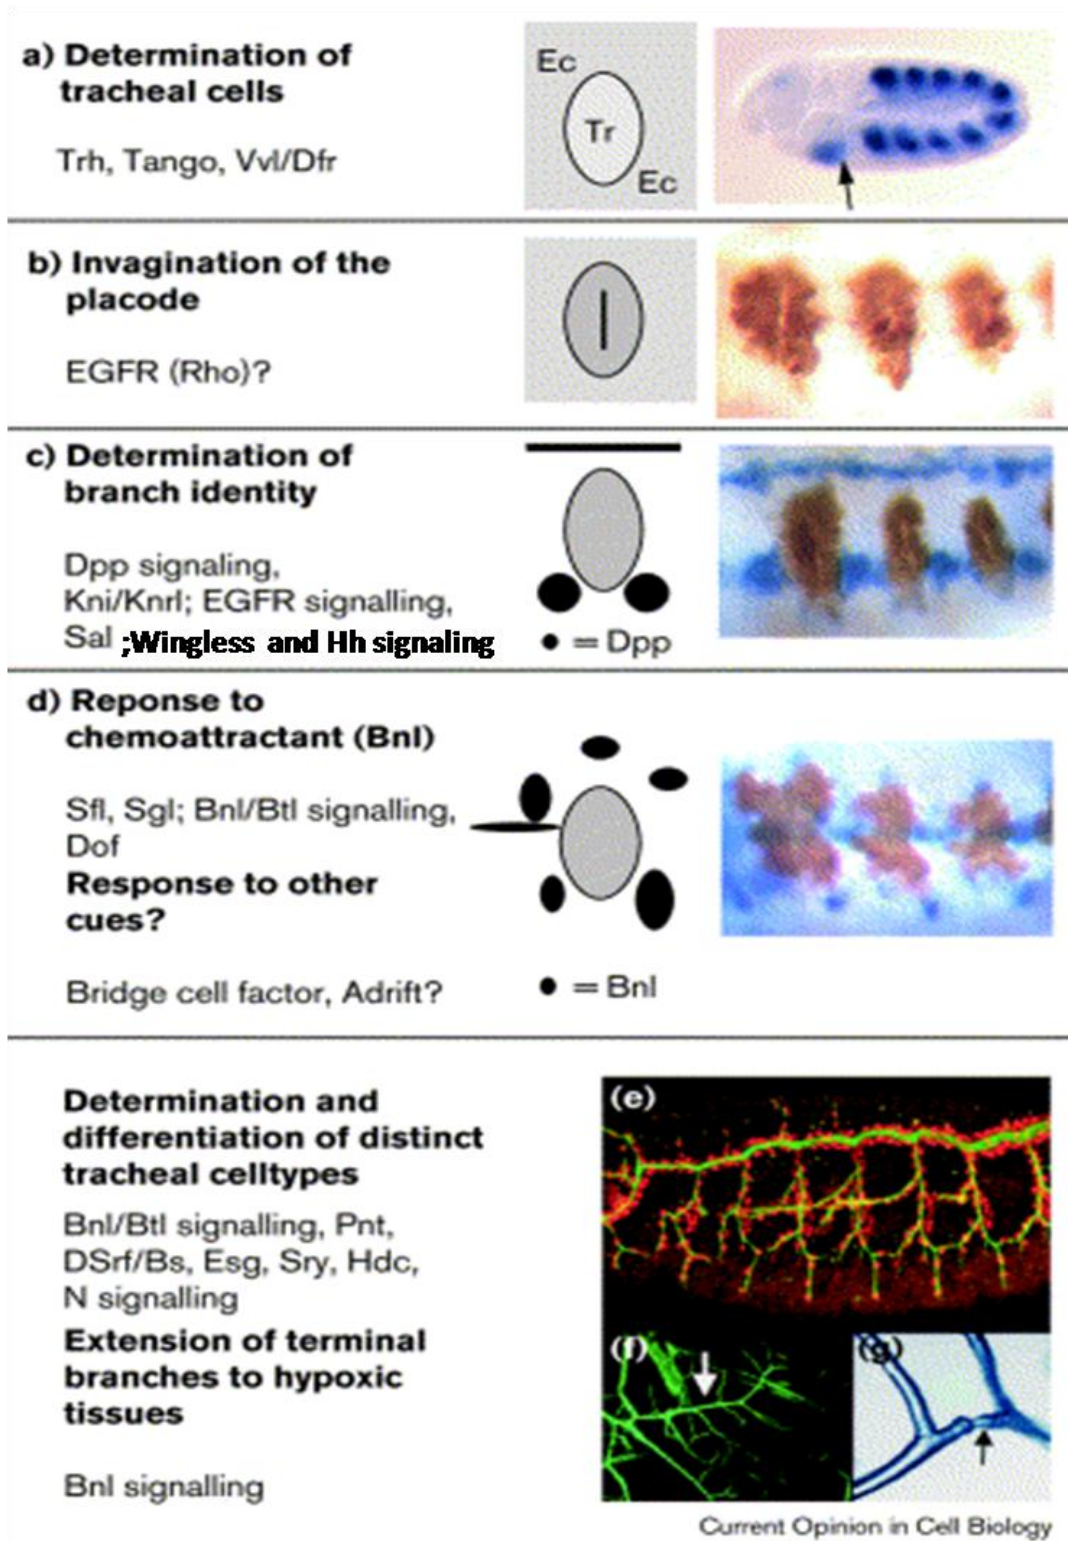 a) Determination of
tracheal cells
Trh, Tango, Vvl/Dfr
Ec
Tr
Ec
b) Invagination of the
placode
EGFR (Rho)?
c) Determination of
branch identity
Dpp signaling,
Kni/Knrl; EGFR signalling,
Sal ;Wingless and Hh signaling
= Dpp
d) Reponse to
chemoattractant (Bnl)
Sfl, Sgl; Bnl/Btl signalling,
Dof
Response to other
cues?
Bridge cell factor, Adrift?
= Bnl
Determination and
differentiation of distinct
tracheal celltypes
Bnl/Btl signalling, Pnt,
DSrf/Bs, Esg, Sry, Hdc,
N signalling
Extension of terminal
branches to hypoxic
tissues
Bnl signalling
(e)
(f)
(g)
Current Opinion in Cell Biology